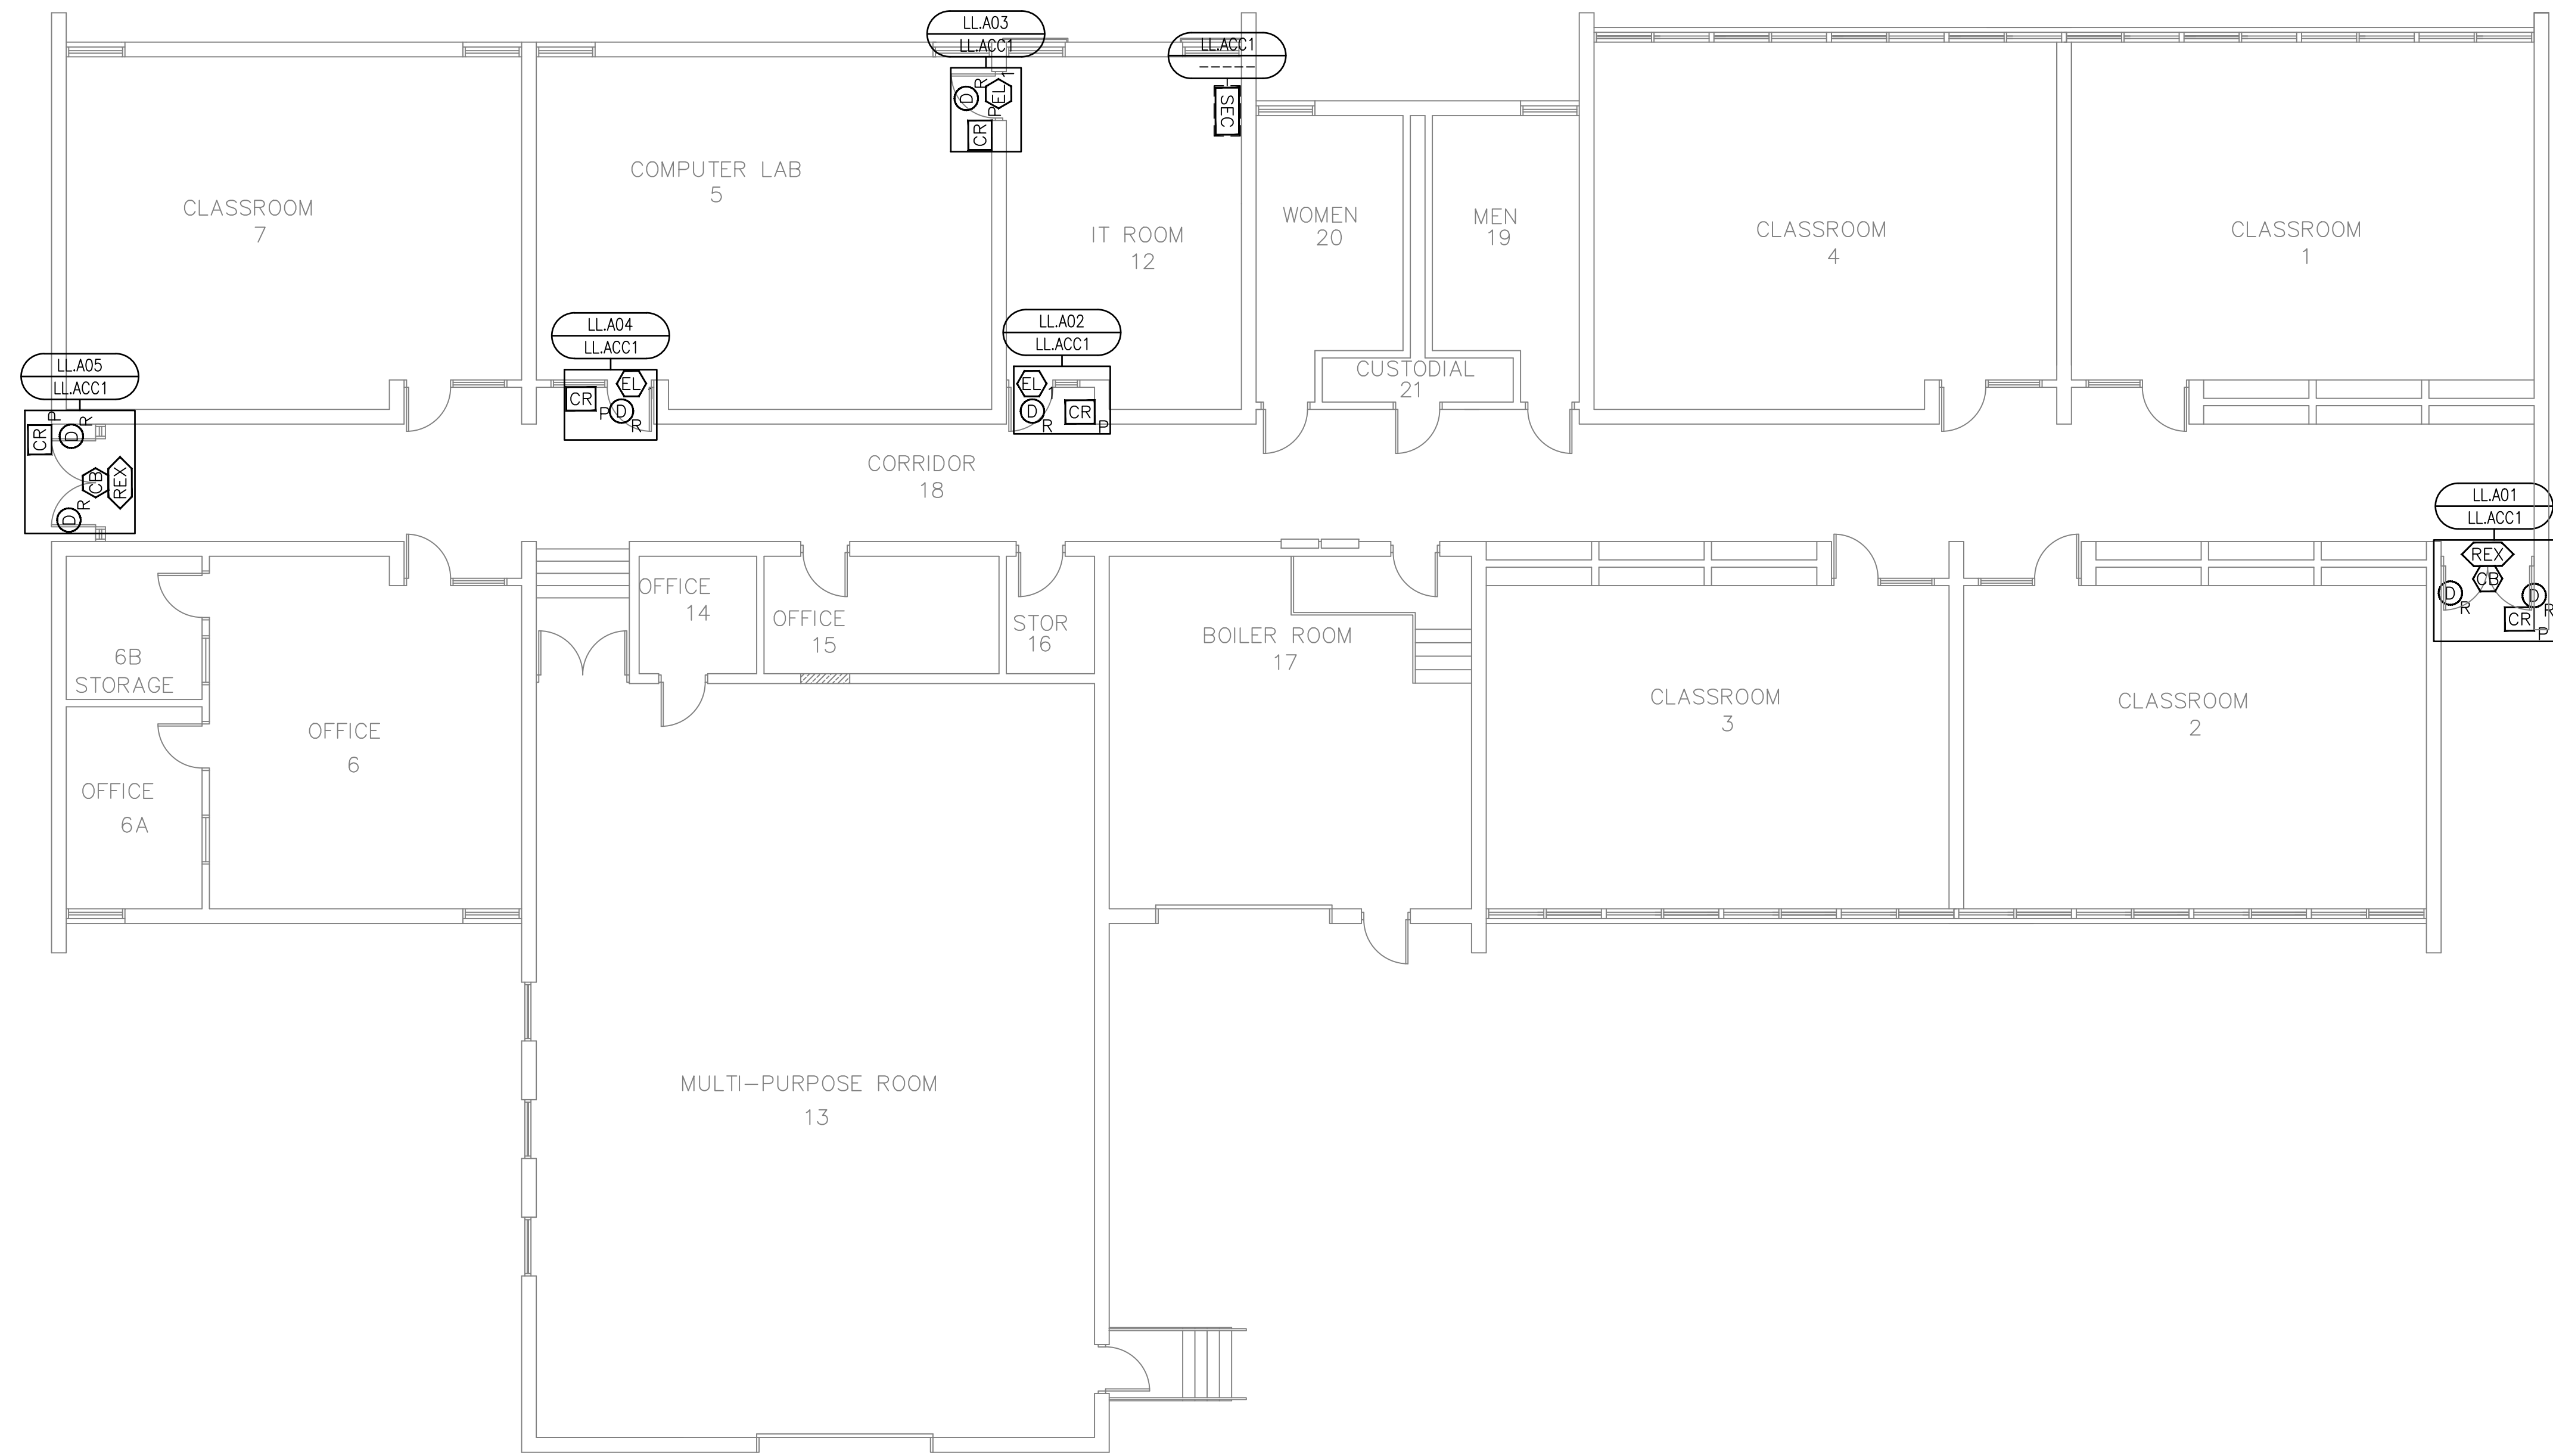 LL.A03
LL.ACC1
LL.ACC1
------
R
D
EL
1
P
CR
SEC
COMPUTER LAB
5
CLASSROOM
7
IT ROOM
12
WOMEN
20
MEN
19
CLASSROOM
4
CLASSROOM
1
LL.A04
LL.ACC1
LL.A02
LL.ACC1
LL.A05
LL.ACC1
CUSTODIAL
21
EL
1
CR
P
D
R
EL
1
D
R
CR
P
P
R
D
CR
CB
REX
R
D
CORRIDOR
18
LL.A01
LL.ACC1
REX
CB
D
R
D
R
CR
P
OFFICE
14
OFFICE
15
STOR
16
BOILER ROOM
17
6B
STORAGE
CLASSROOM
3
CLASSROOM
2
OFFICE
6
OFFICE
6A
MULTI-PURPOSE ROOM
13